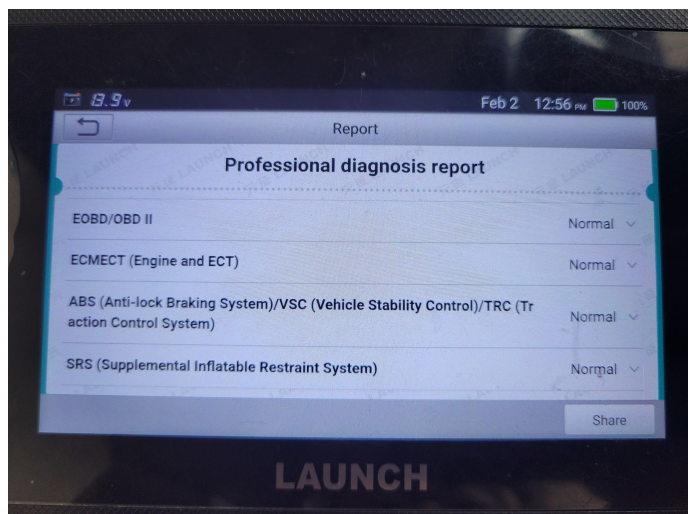 13.9 v
Feb 2 12:56 PM 100%
Report
Professional diagnosis report
EOBD/OBD II
Normal
ECMECT (Engine and ECT)
Normal
ABS (Anti-lock Braking System)/VSC (Vehicle Stability Control)/TRC (Tr
action Control System)
Normal
SRS (Supplemental Inflatable Restraint System)
Normal
Share
LAUNCH